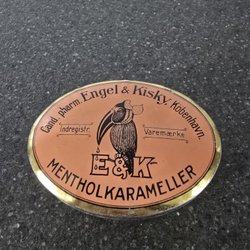 Cand. pharm. Engel & Kisky, København.
Indregistr. Varemærke
E&K
MENTHOLKARAMELLER